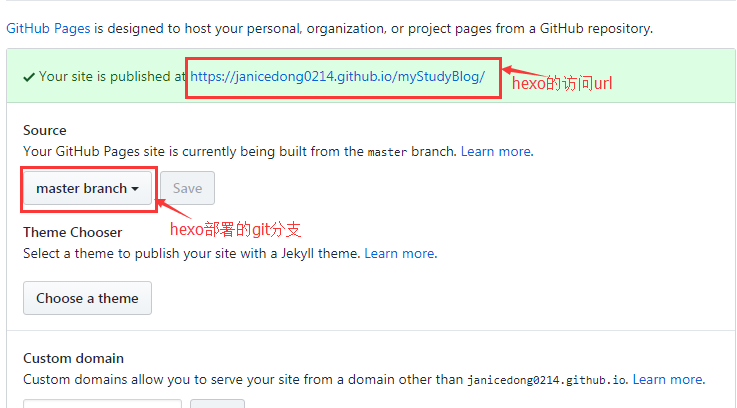 GitHub Pages is designed to host your personal, organization, or project pages from a GitHub repository.
Your site is published at https://janicedong0214.github.io/myStudyBlog/
hexo的访问url
Source
Your GitHub Pages site is currently being built from the master branch. Learn more.
master branch
Save
hexo部署的git分支
Theme Chooser
Select a theme to publish your site with a Jekyll theme. Learn more.
Choose a theme
Custom domain
Custom domains allow you to serve your site from a domain other than janicedong0214.github.io. Learn more.